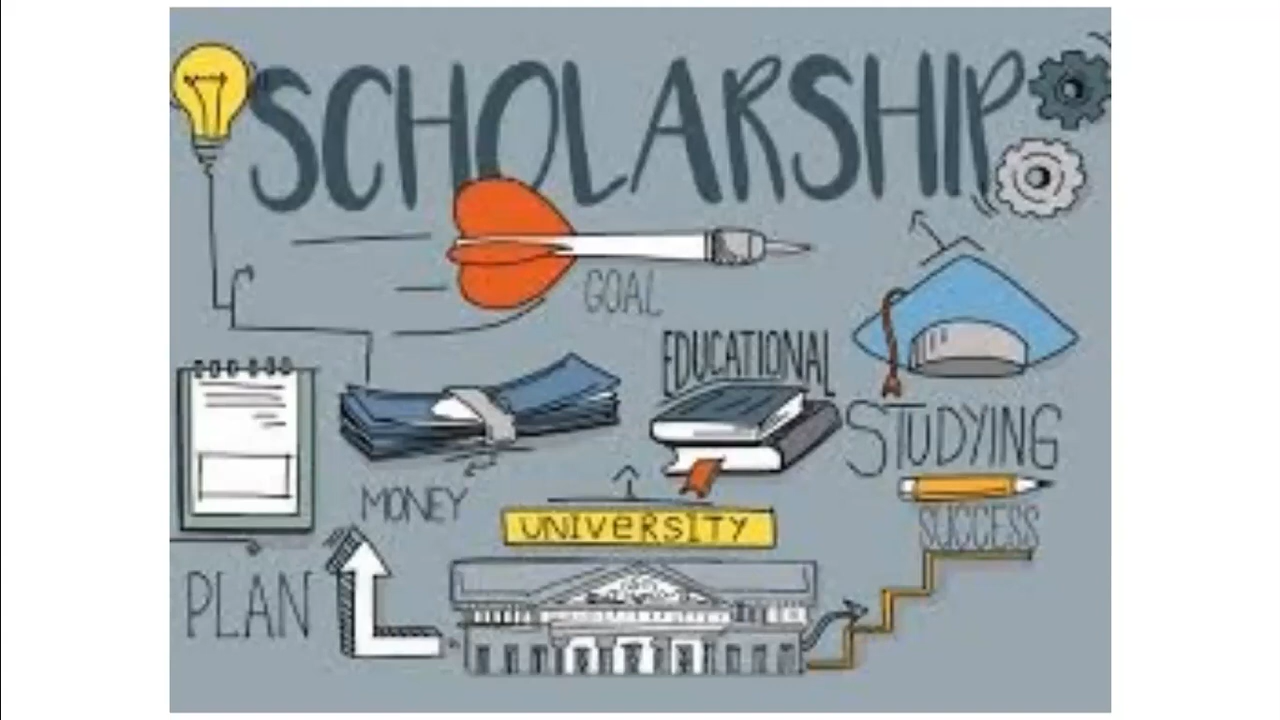 SCHOLARSHIP
GOAL
EDUCATIONAL
STUDYING
MONEY
UNIVERSITY
SUCCESS
PLAN